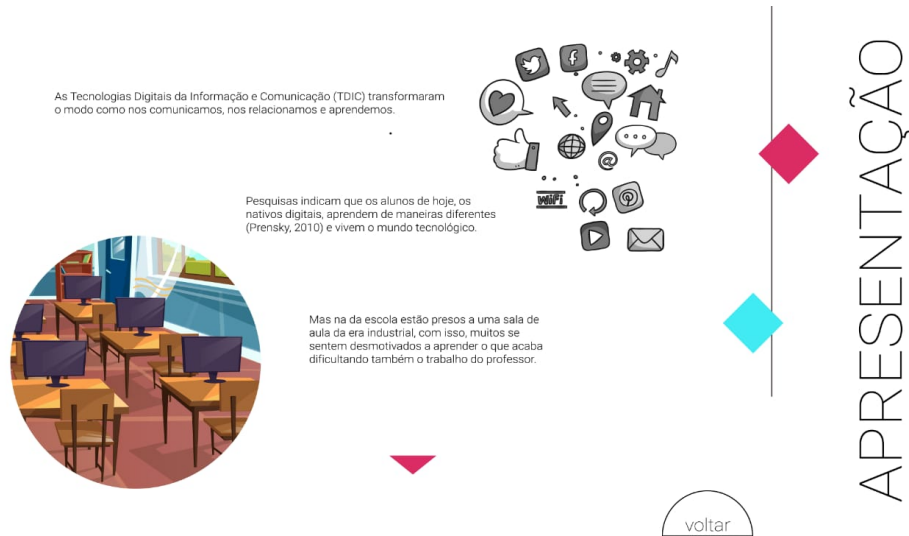 As Tecnologias Digitais da Informação e Comunicação (TDIC) transformaram
o modo como nos comunicamos, nos relacionamos e aprendemos.
Pesquisas indicam que os alunos de hoje, os
nativos digitais, aprendem de maneiras diferentes
(Prensky, 2010) e vivem o mundo tecnológico.
WiFi
@
Mas na da escola estão presos a uma sala de
aula da era industrial, com isso, muitos se
sentem desmotivados a aprender o que acaba
dificultando também o trabalho do professor.
voltar
APRESENTAÇÃO